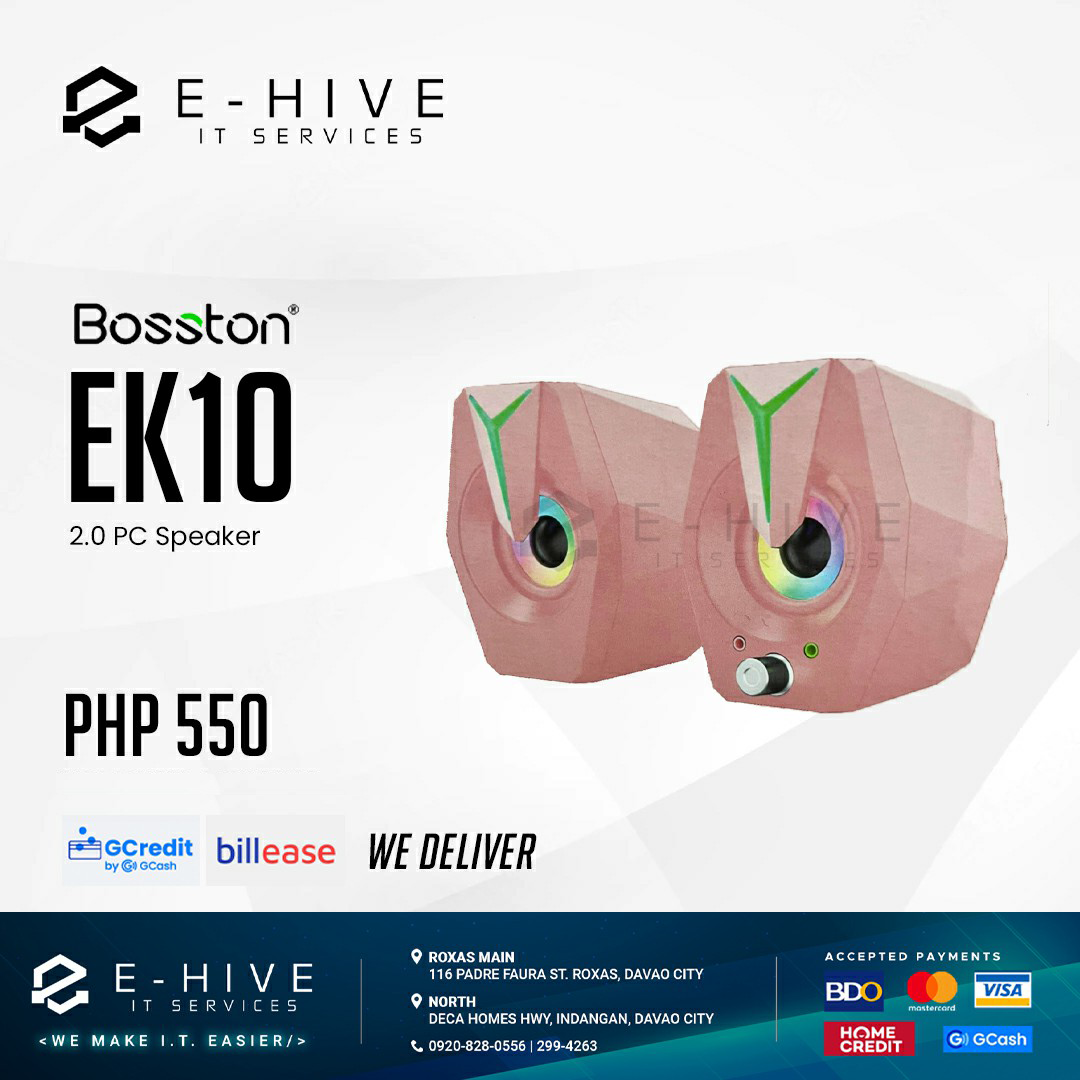 E-HIVE
IT SERVICES
Bosston®
EK10
2.0 PC Speaker
E-HIVE
IT SERVICES
PHP 550
GCredit
by GCash
billease
WE DELIVER
E-HIVE
IT SERVICES
<WE MAKE I.T. EASIER/>
ROXAS MAIN
116 PADRE FAURA ST. ROXAS, DAVAO CITY
NORTH
DECA HOMES HWY, INDANGAN, DAVAO CITY
0920-828-0556 | 299-4263
ACCEPTED PAYMENTS
BDO
mastercard
VISA
HOME
CREDIT
GCash